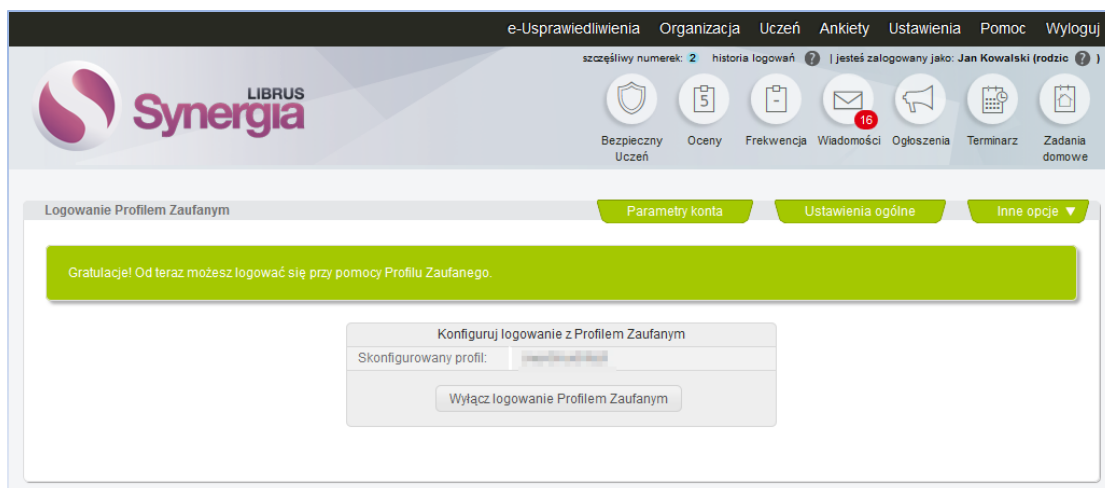 e-Usprawiedliwienia Organizacja Uczeń Ankiety Ustawienia Pomoc Wyloguj
szczęśliwy numerek: 2 historia logowań ? | jesteś zalogowany jako: Jan Kowalski (rodzic ? )
LIBRUS
Synergia
5 -
16
Bezpieczny Uczeń Oceny Frekwencja Wiadomości Ogłoszenia Terminarz Zadania domowe
Logowanie Profilem Zaufanym Parametry konta Ustawienia ogólne Inne opcje ▼
Gratulacje! Od teraz możesz logować się przy pomocy Profilu Zaufanego.
Konfiguruj logowanie z Profilem Zaufanym
Skonfigurowany profil:
Wyłącz logowanie Profilem Zaufanym